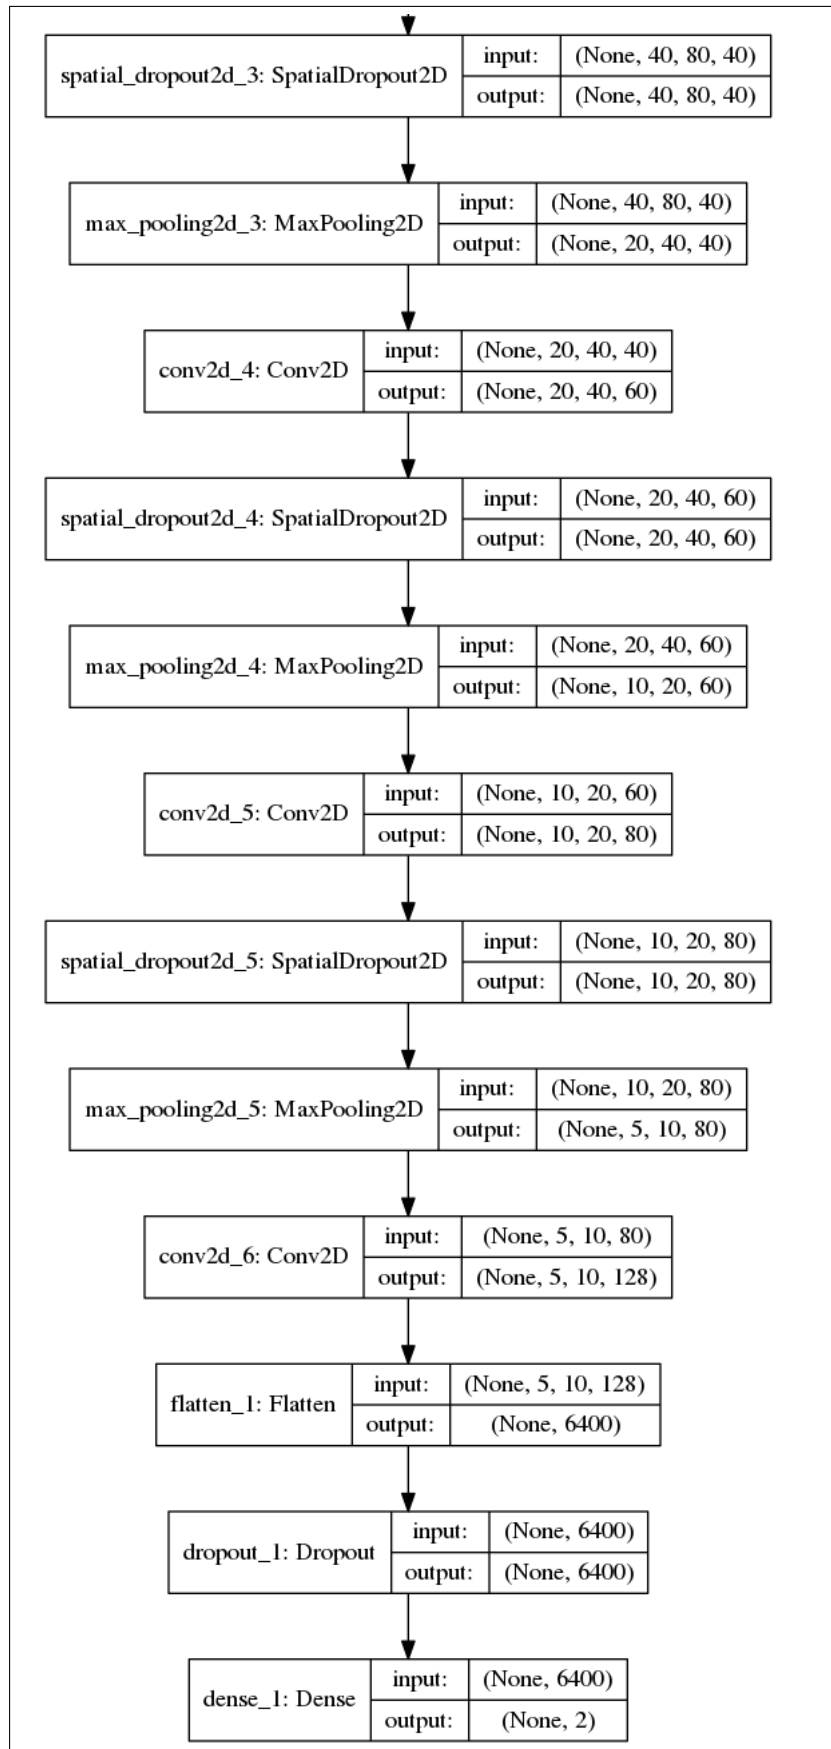 spatial_dropout2d_3: SpatialDropout2D
input: (None, 40, 80, 40)
output: (None, 40, 80, 40)
max_pooling2d_3: MaxPooling2D
input: (None, 40, 80, 40)
output: (None, 20, 40, 40)
conv2d_4: Conv2D
input: (None, 20, 40, 40)
output: (None, 20, 40, 60)
spatial_dropout2d_4: SpatialDropout2D
input: (None, 20, 40, 60)
output: (None, 20, 40, 60)
max_pooling2d_4: MaxPooling2D
input: (None, 20, 40, 60)
output: (None, 10, 20, 60)
conv2d_5: Conv2D
input: (None, 10, 20, 60)
output: (None, 10, 20, 80)
spatial_dropout2d_5: SpatialDropout2D
input: (None, 10, 20, 80)
output: (None, 10, 20, 80)
max_pooling2d_5: MaxPooling2D
input: (None, 10, 20, 80)
output: (None, 5, 10, 80)
conv2d_6: Conv2D
input: (None, 5, 10, 80)
output: (None, 5, 10, 128)
flatten_1: Flatten
input: (None, 5, 10, 128)
output: (None, 6400)
dropout_1: Dropout
input: (None, 6400)
output: (None, 6400)
dense_1: Dense
input: (None, 6400)
output: (None, 2)